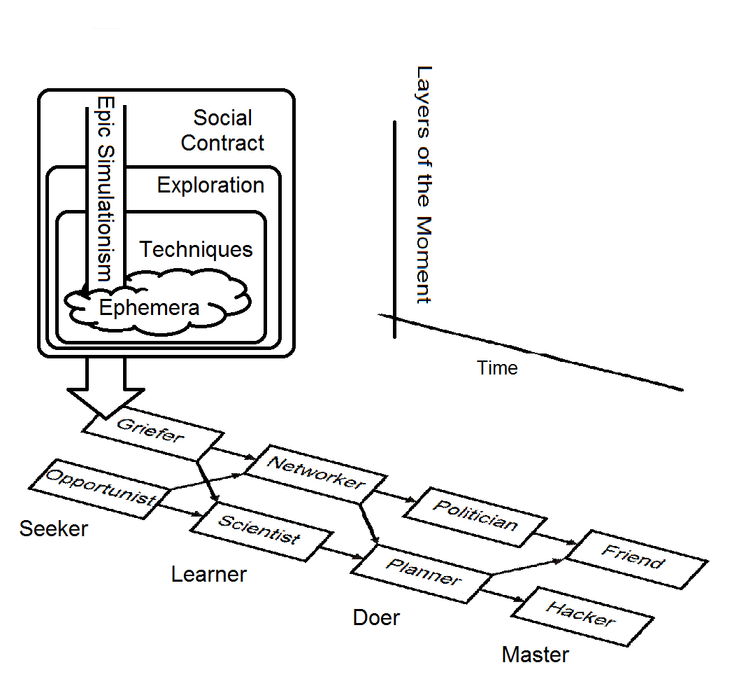 Epic Simulationism
Social
Contract
Exploration
Techniques
Ephemera
Layers of the Moment
Time
Griefer
Networker
Opportunist
Politician
Seeker
Scientist
Friend
Learner
Planner
Hacker
Doer
Master